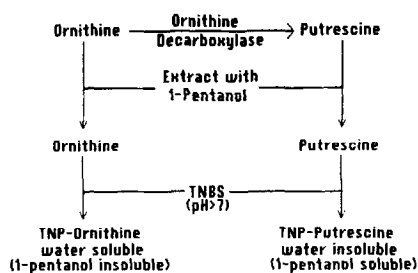 Ornithine
Ornithine
Decarboxylase
Putrescine
Extract with
1-Pentanol
Ornithine
Putrescine
TNBS
(pH>7)
TNP-Ornithine
water soluble
(1-pentanol insoluble)
TNP-Putrescine
water insoluble
(1-pentanol soluble)